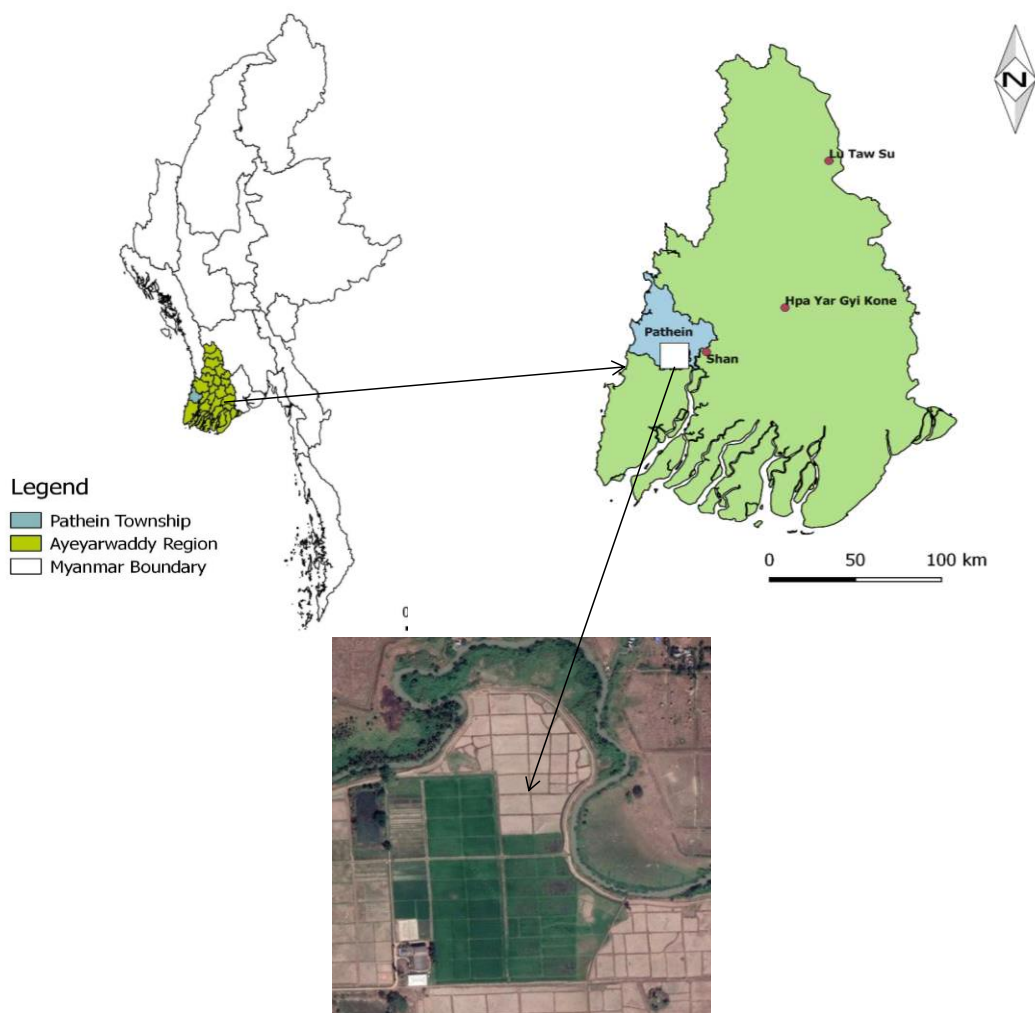 N
Lu Taw Su
Hpa Yar Gyi Kone
Pathein
Shan
Legend
Pathein Township
Ayeyarwaddy Region
Myanmar Boundary
0 50 100 km
0